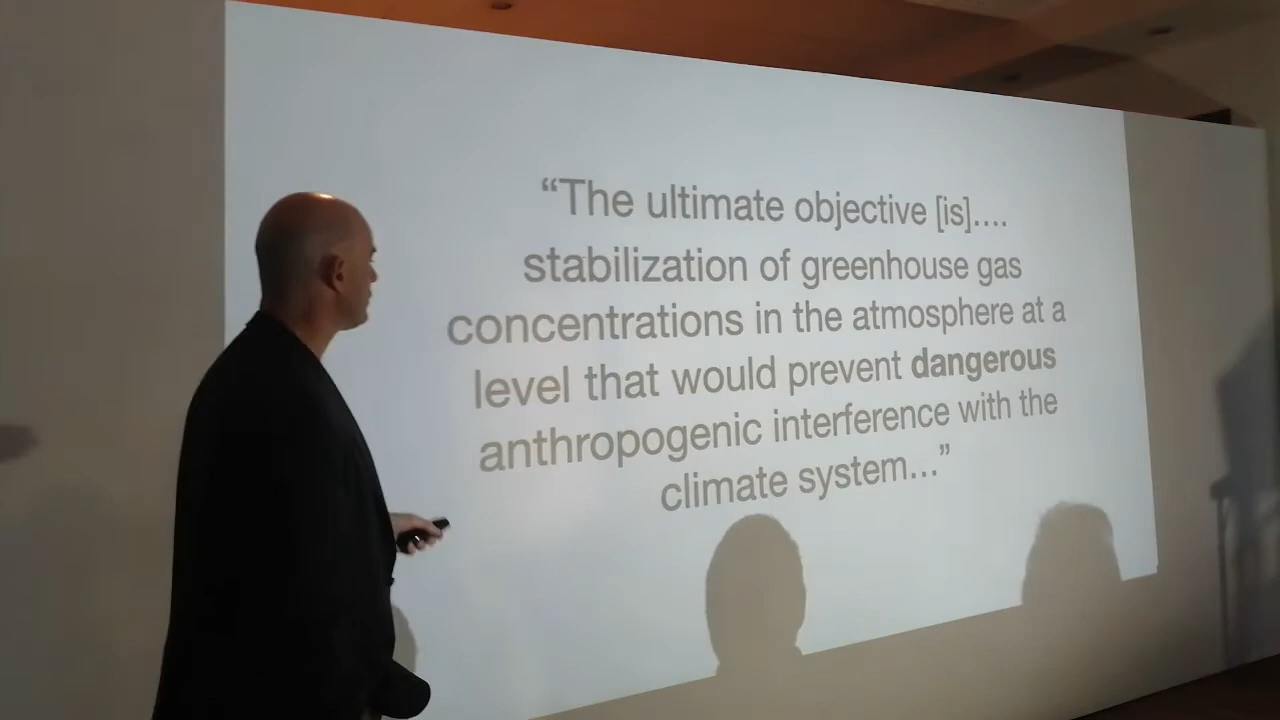 “The ultimate objective [is]....
stabilization of greenhouse gas
concentrations in the atmosphere at a
level that would prevent dangerous
anthropogenic interference with the
climate system...”